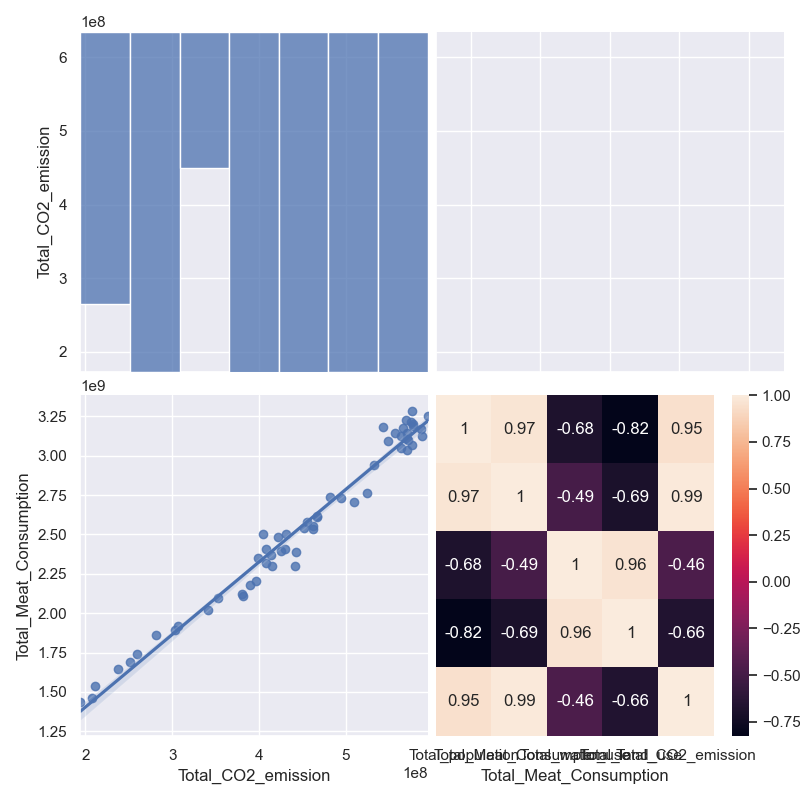 1e8
6
5
4
3
2
Total_CO2_emission
1e9
3.25
3.00
2.75
2.50
2.25
2.00
1.75
1.50
1.25
Total_Meat_Consumption
2 3 4 5
1e8
Total_CO2_emission
1 0.97 -0.68 -0.82 0.95
0.97 1 -0.49 -0.69 0.99
-0.68 -0.49 1 0.96 -0.46
-0.82 -0.69 0.96 1 -0.66
0.95 0.99 -0.46 -0.66 1
CO2_emission
Total_Meat_Consumption
1.00
0.75
0.50
0.25
0.00
−0.25
−0.50
−0.75